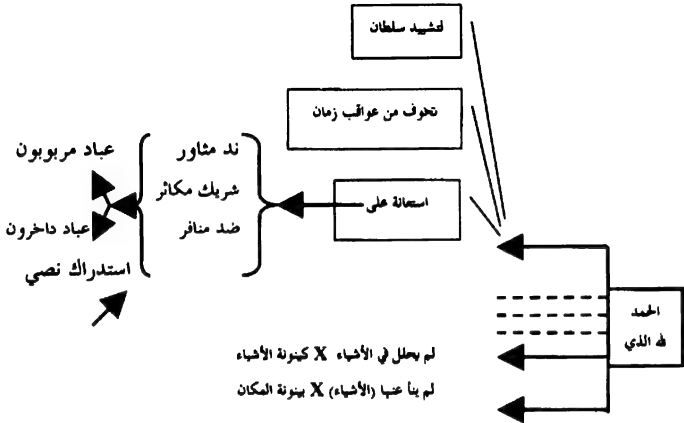 لتشييد سلطان
تخوف من عواقب زمان
استعانة على
ند مثاور
شريك مكاثر
ضد منافر
عباد مربوبون
عباد داخرون
استدراك نصي
الحمد
لله الذي
لم يحلل في الأشياء X كينونة الأشياء
لم ينأ عنها (الأشياء) X بينونة المكان